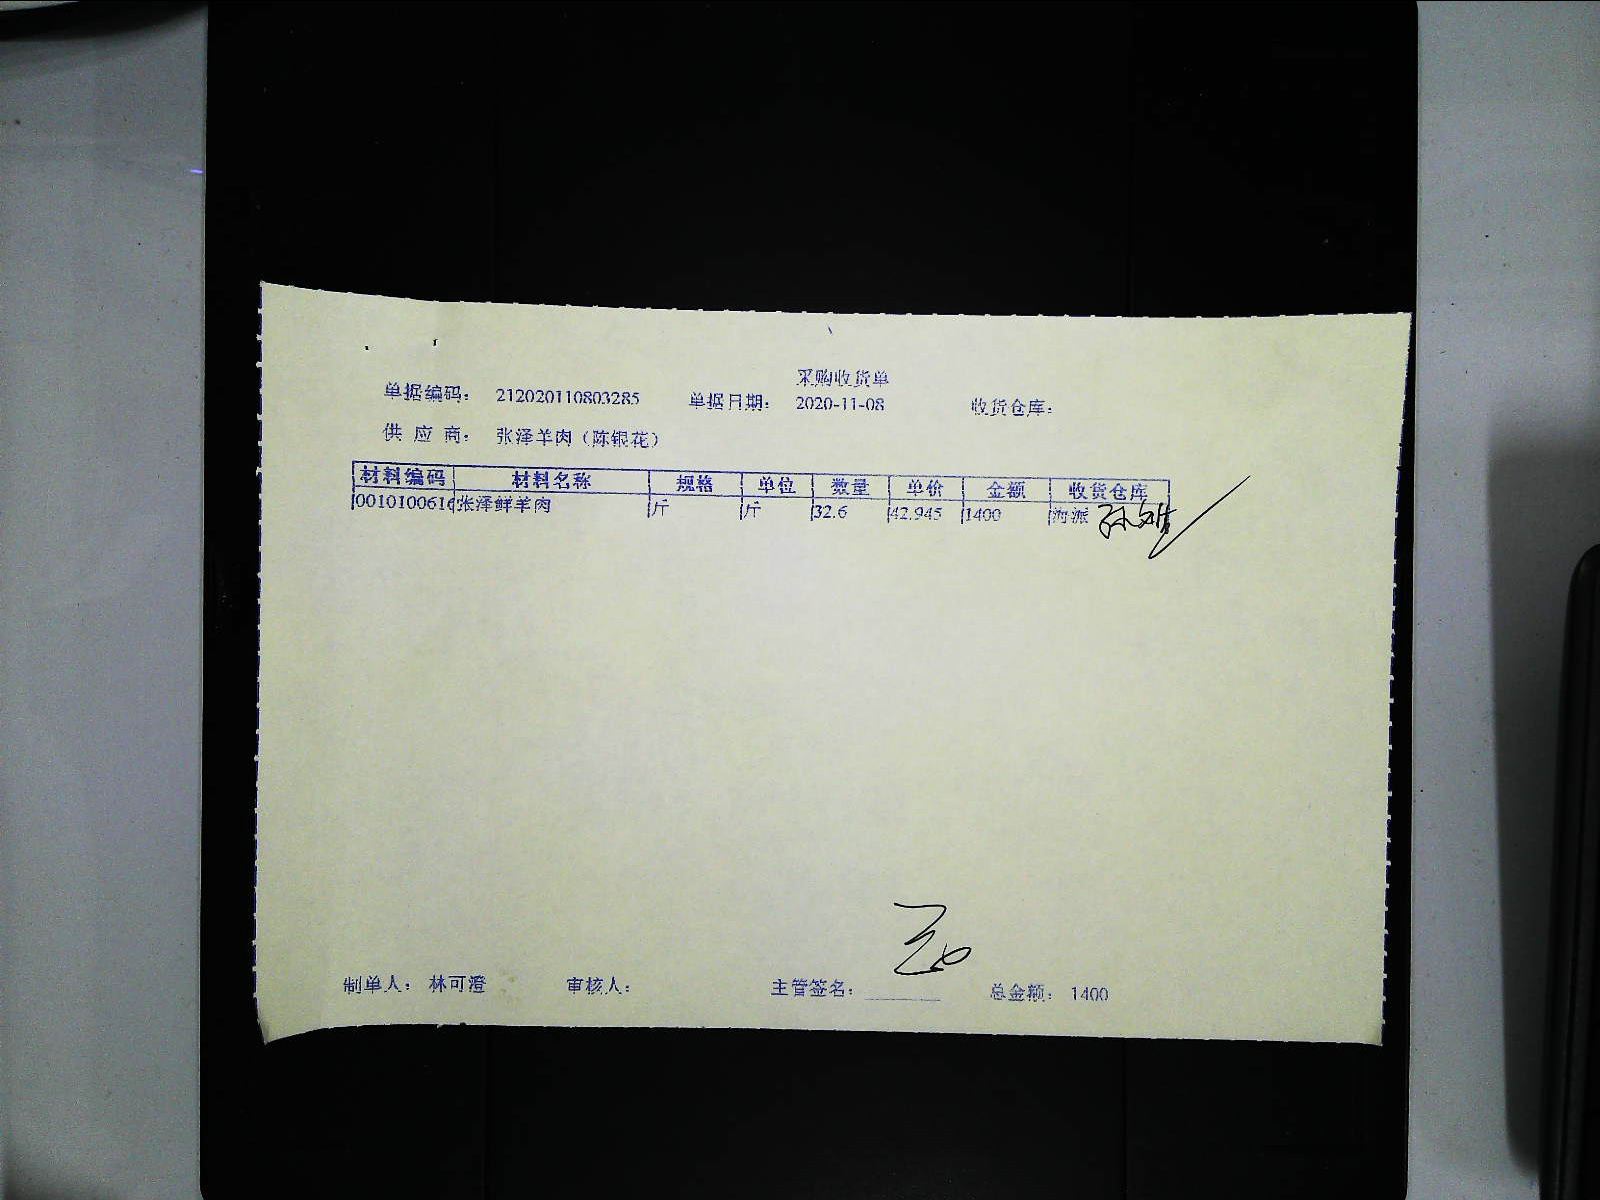 采购收货单
单据编码： 212020110803285 单据日期： 2020-11-08 收货仓库：
供 应 商： 张泽羊肉（陈银花）
材料编码 材料名称 规格 单位 数量 单价 金额 收货仓库
0010100616 张泽鲜羊肉 斤 斤 32.6 42.945 1400 海派
制单人： 林可澄 审核人： 主管签名： 总金额： 1400